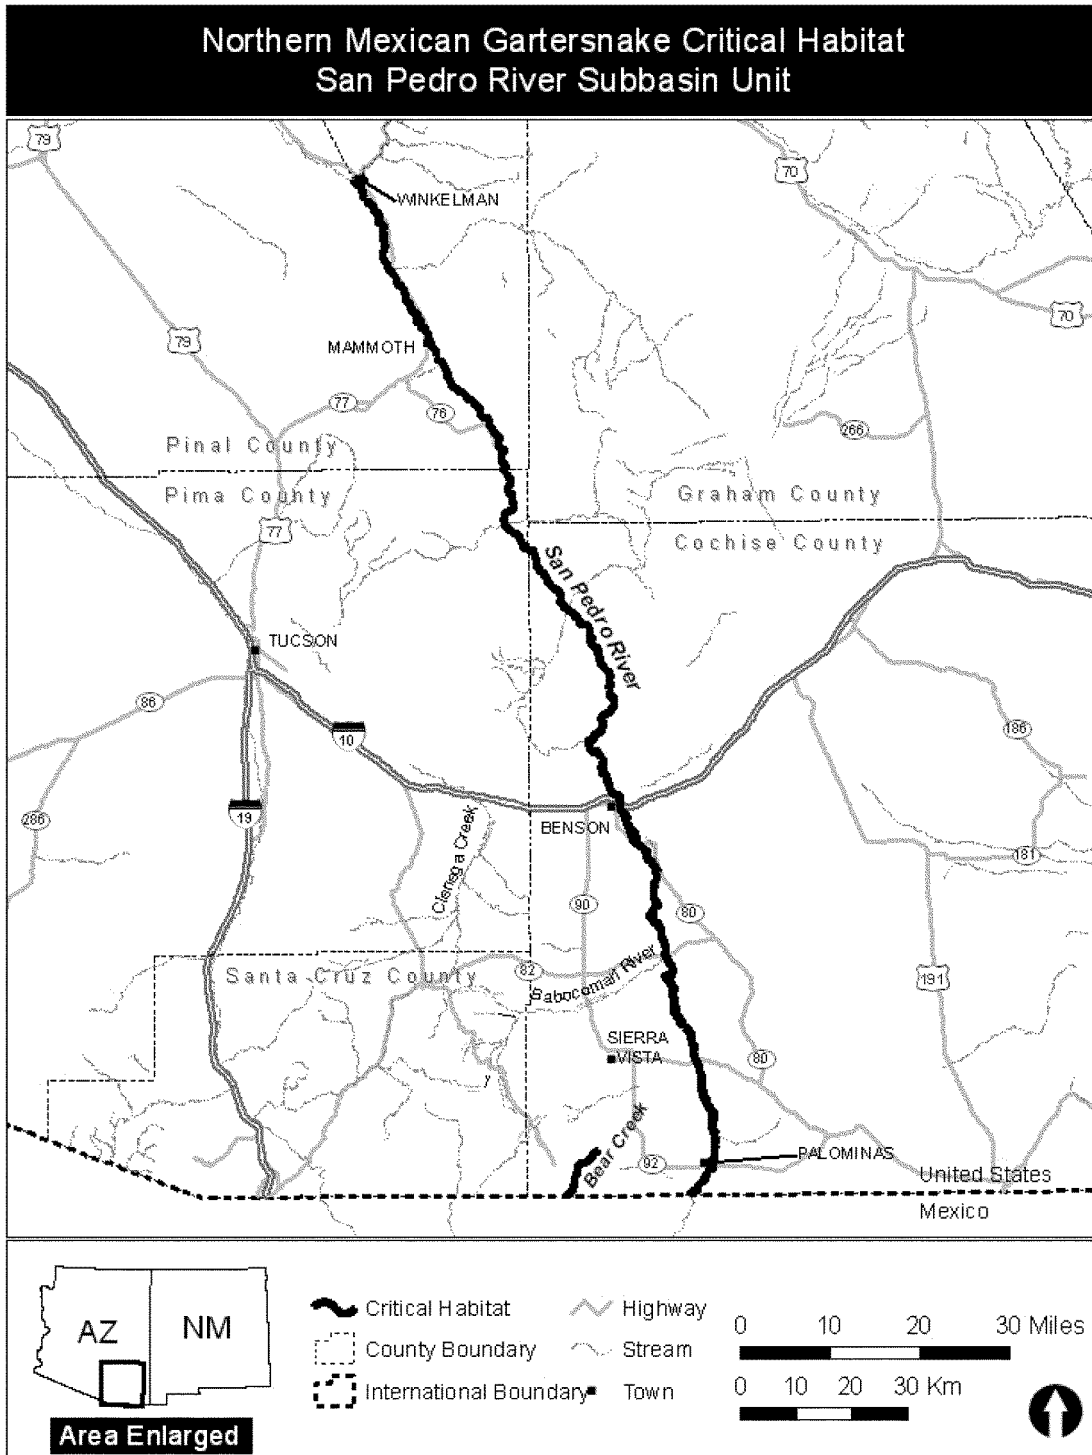 Northern Mexican Gartersnake Critical Habitat
San Pedro River Subbasin Unit
79
70
WINKELMAN
70
79
MAMMOTH
77
76
266
Pinal County
Pima County
Graham County
77
Cochise County
San Pedro River
TUCSON
86
10
186
286
19
BENSON
Cienega Creek
181
90
80
Santa Cruz County
82
Babocomari River
191
SIERRA
VISTA
80
Bear Creek
92
PALOMINAS
United States
Mexico
AZ
NM
Area Enlarged
Critical Habitat
County Boundary
International Boundary
Highway
Stream
Town
0 10 20 30 Miles
0 10 20 30 Km